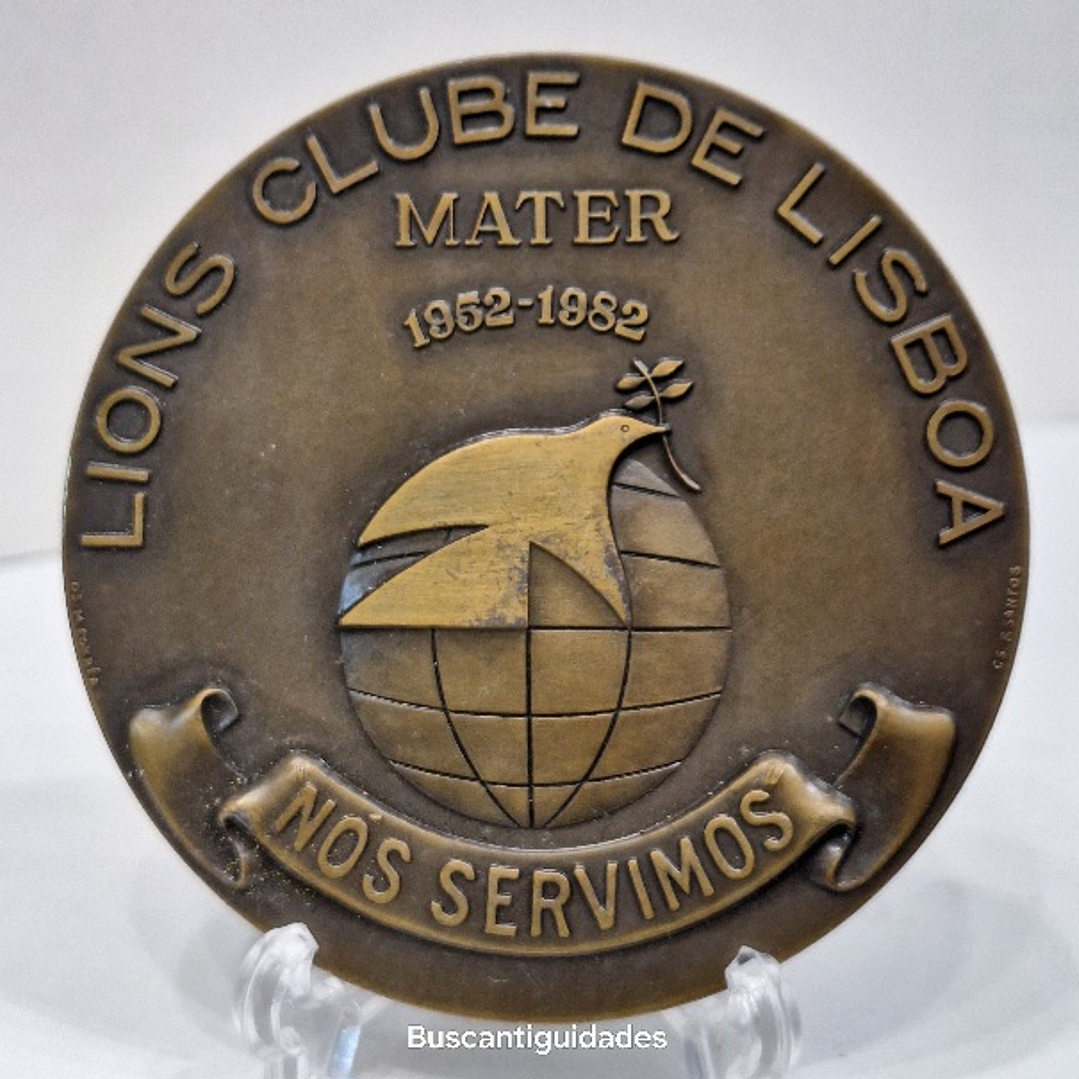 LIONS CLUBE DE LISBOA
MATER
1952-1982
NÓS SERVIMOS
Buscantiguidades